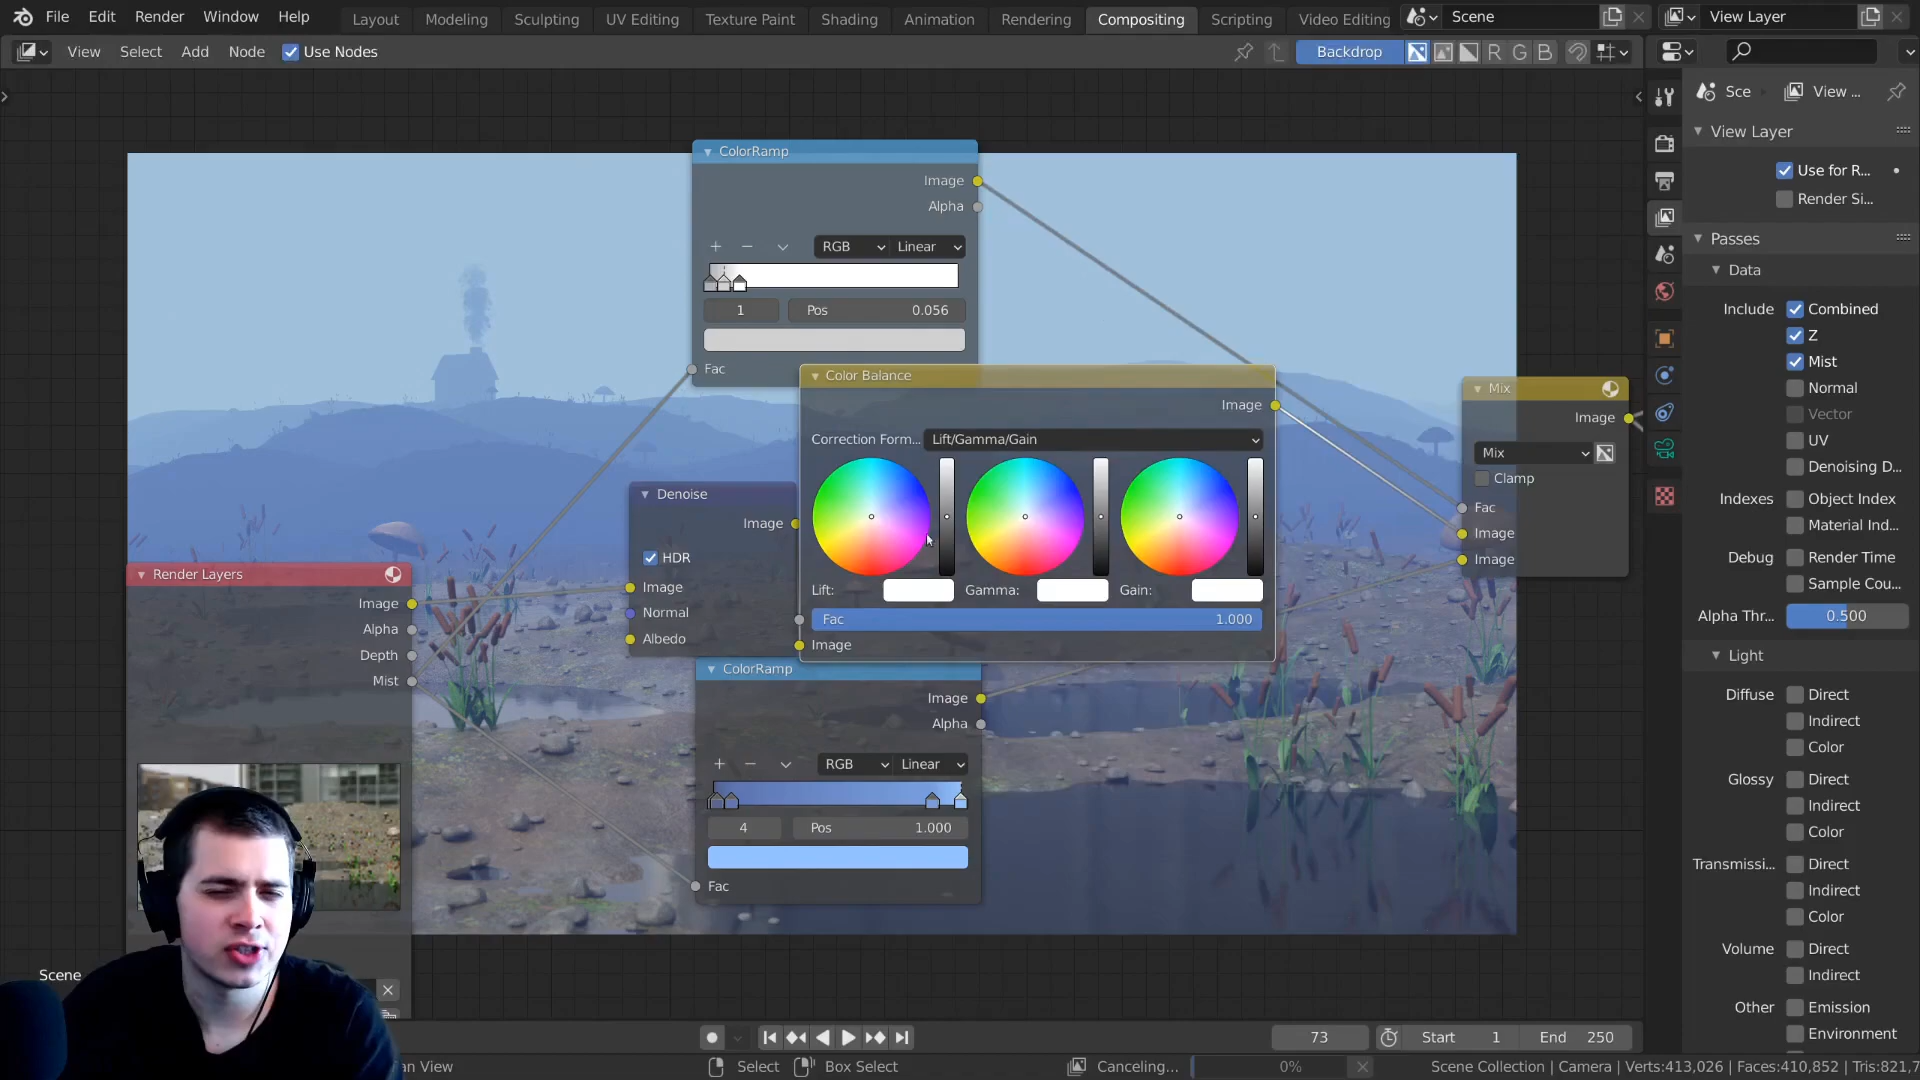 File Edit Render Window Help Layout Modeling Sculpting UV Editing Texture Paint Shading Animation Rendering Compositing Scripting Video Editing Scene View Layer
View Select Add Node Use Nodes Backdrop R G B
Sce View ...
View Layer
Use for R...
Render Si...
Passes
Data
Include Combined
Z
Mist
Normal
Vector
UV
Denoising D...
Indexes Object Index
Material Ind...
Debug Render Time
Sample Cou...
Alpha Thr... 0.500
Light
Diffuse Direct
Indirect
Color
Glossy Direct
Indirect
Color
Transmissi... Direct
Indirect
Color
Volume Direct
Indirect
Other Emission
Environment
ColorRamp
Image
Alpha
RGB Linear
1 Pos 0.056
Fac
Color Balance
Image
Correction Form... Lift/Gamma/Gain
Lift: Gamma: Gain:
Fac 1.000
Image
Mix
Image
Mix
Clamp
Fac
Image
Image
Denoise
Image
HDR
Image
Normal
Albedo
Render Layers
Image
Alpha
Depth
Mist
Scene
ColorRamp
Image
Alpha
RGB Linear
4 Pos 1.000
Fac
73 Start 1 End 250
an View Select Box Select Canceling... 0% Scene Collection | Camera | Verts:413,026 | Faces:410,852 | Tris:821,7